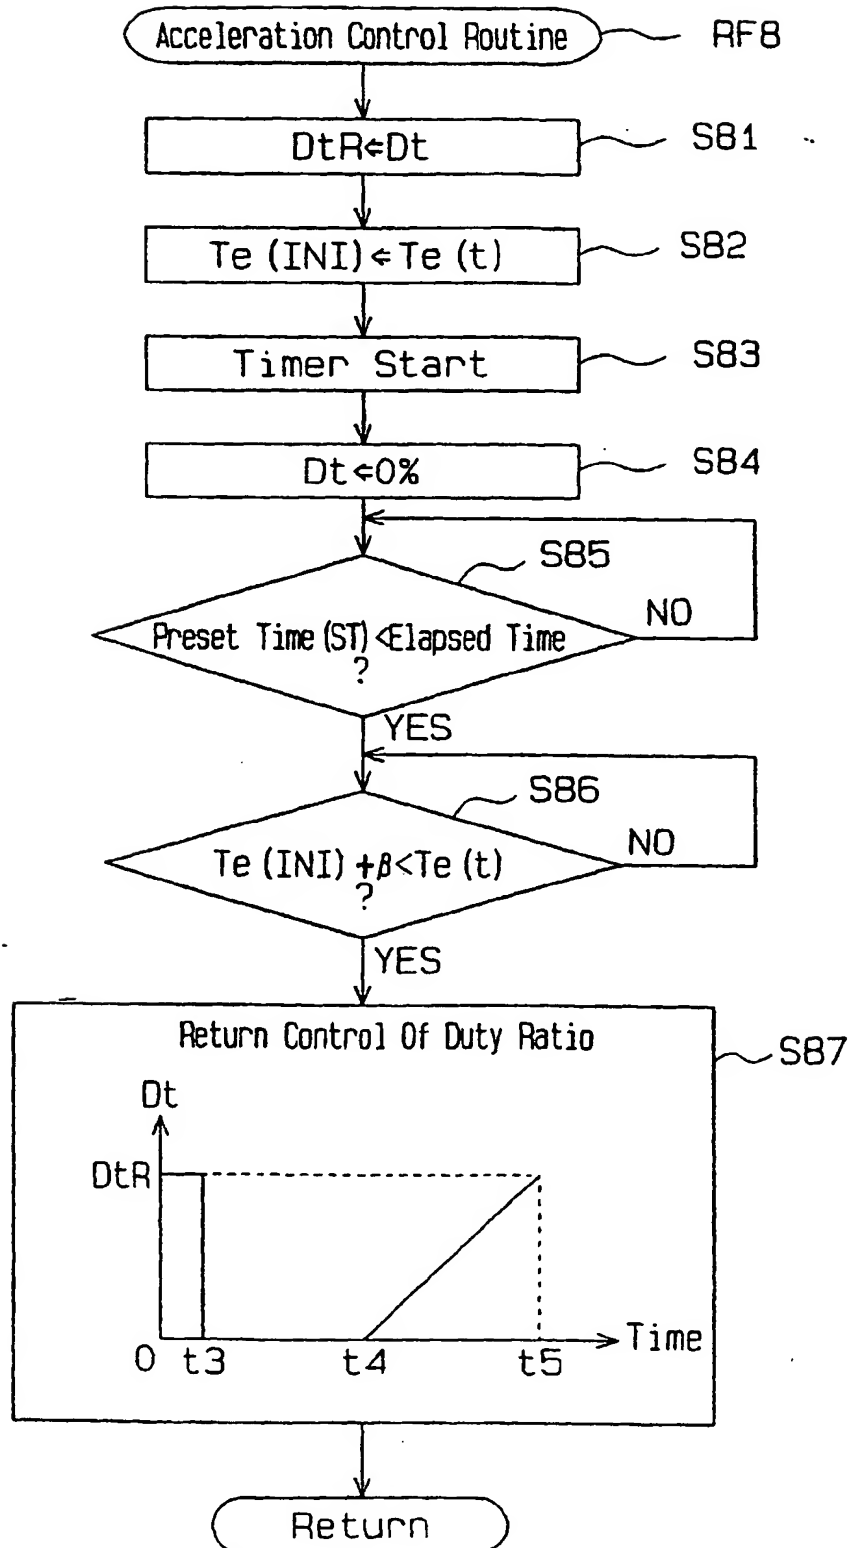 Acceleration Control Routine
RF8
DtR⇐Dt
S81
Te (INI)⇐Te (t)
S82
Timer Start
S83
Dt⇐0%
S84
S85
Preset Time (ST) <Elapsed Time
?
NO
YES
S86
Te (INI) +β<Te (t)
?
NO
YES
Return Control Of Duty Ratio
S87
Dt
DtR
0 t3 t4 t5 Time
Return